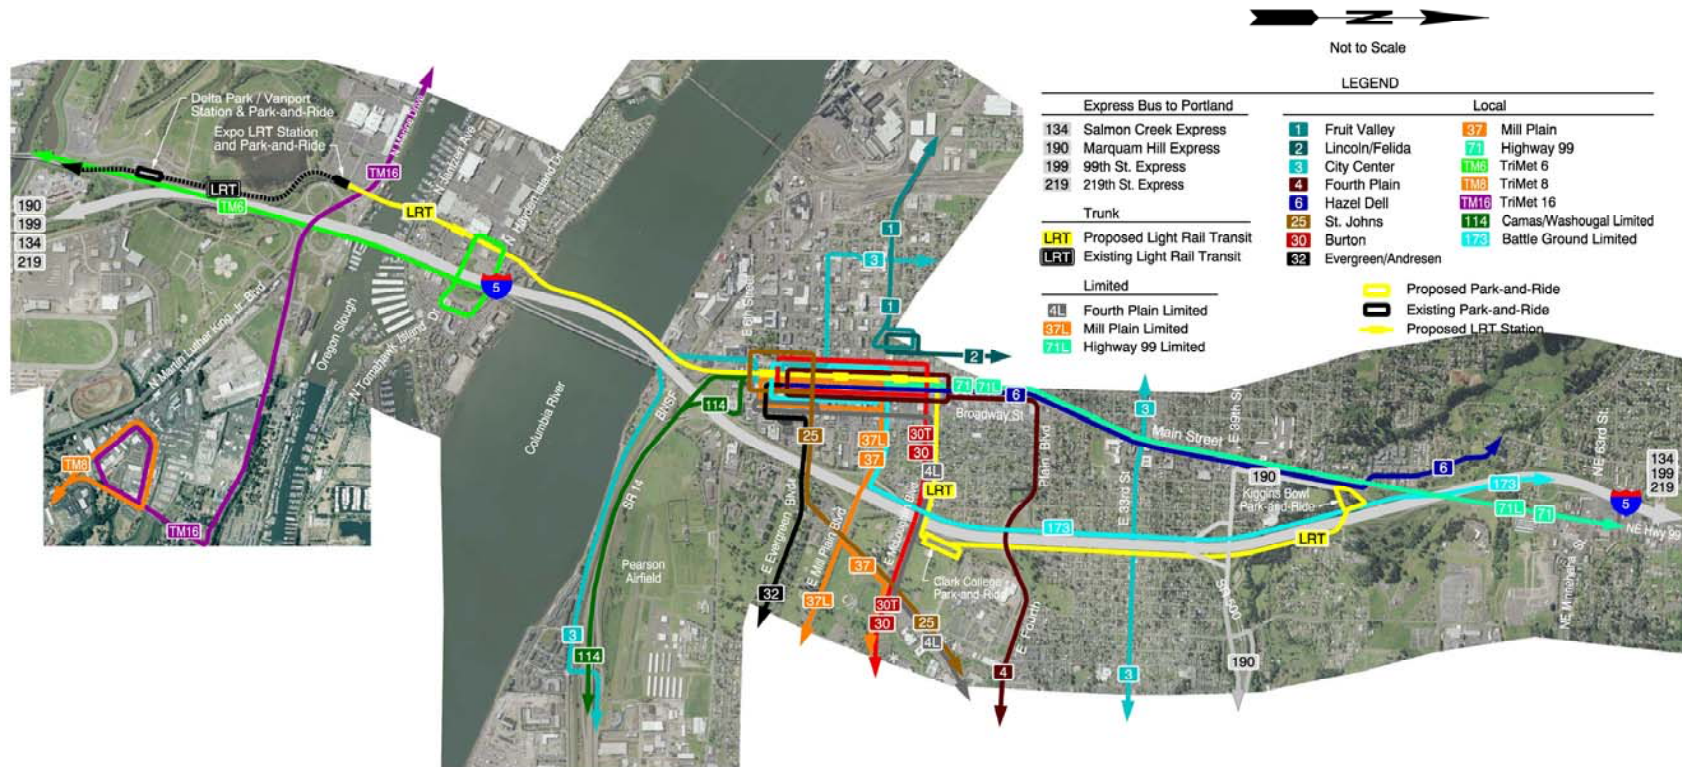 N
Not to Scale
LEGEND
Express Bus to Portland
134 Salmon Creek Express
190 Marquam Hill Express
199 99th St. Express
219 219th St. Express
Trunk
LRT Proposed Light Rail Transit
LRT Existing Light Rail Transit
Limited
4L Fourth Plain Limited
37L Mill Plain Limited
71L Highway 99 Limited
Local
1 Fruit Valley
2 Lincoln/Felida
3 City Center
4 Fourth Plain
6 Hazel Dell
25 St. Johns
30 Burton
32 Evergreen/Andresen
37 Mill Plain
71 Highway 99
TM6 TriMet 6
TM8 TriMet 8
TM16 TriMet 16
114 Camas/Washougal Limited
173 Battle Ground Limited
Proposed Park-and-Ride
Existing Park-and-Ride
Proposed LRT Station
Delta Park / Vanport
Station & Park-and-Ride
Expo LRT Station
and Park-and-Ride
N Marine Drive
TM16
N Jantzen Ave
N Hayden Island Dr
LRT
TM6
LRT
190
199
134
219
5
N Martin Luther King Jr. Blvd
Oregon Slough
N Tomahawk Island Dr
TM8
TM16
Columbia River
BNSF
SR 14
114
Pearson
Airfield
3
114
E 6th Street
1
3
1
2
71
71L
6
Broadway St
25
37L
37
30T
30
4L
LRT
E Evergreen Blvd
E Mill Plain Blvd
E McLoughlin Blvd
32
37L
37
30T
30
25
4L
Clark College
Park-and-Ride
E Fourth
Plain Blvd
4
173
3
E 33rd St
3
Main Street
E 39th St
190
Kiggins Bowl
Park-and-Ride
6
LRT
SR 500
190
173
71L
71
NE 63rd St.
134
199
219
5
NE Hwy 99
NE Minnehaha St.